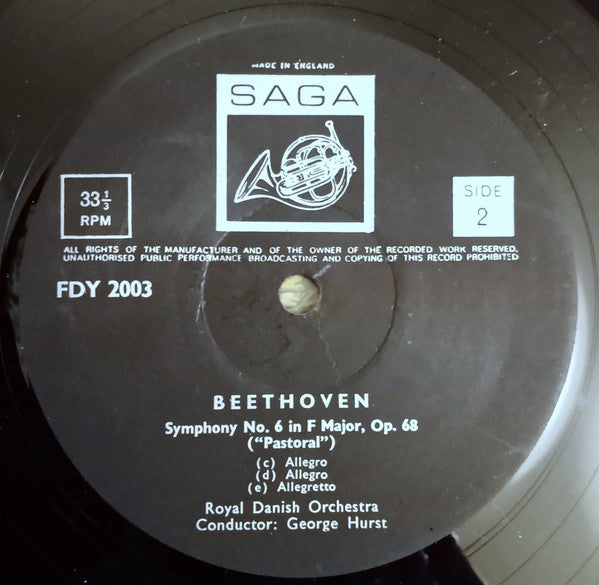 MADE IN ENGLAND
SAGA
33 1/3
RPM
SIDE
2
ALL RIGHTS OF THE MANUFACTURER AND OF THE OWNER OF THE RECORDED WORK RESERVED.
UNAUTHORISED PUBLIC PERFORMANCE BROADCASTING AND COPYING OF THIS RECORD PROHIBITED
FDY 2003
BEETHOVEN
Symphony No. 6 in F Major, Op. 68
("Pastoral")
(c) Allegro
(d) Allegro
(e) Allegretto
Royal Danish Orchestra
Conductor: George Hurst